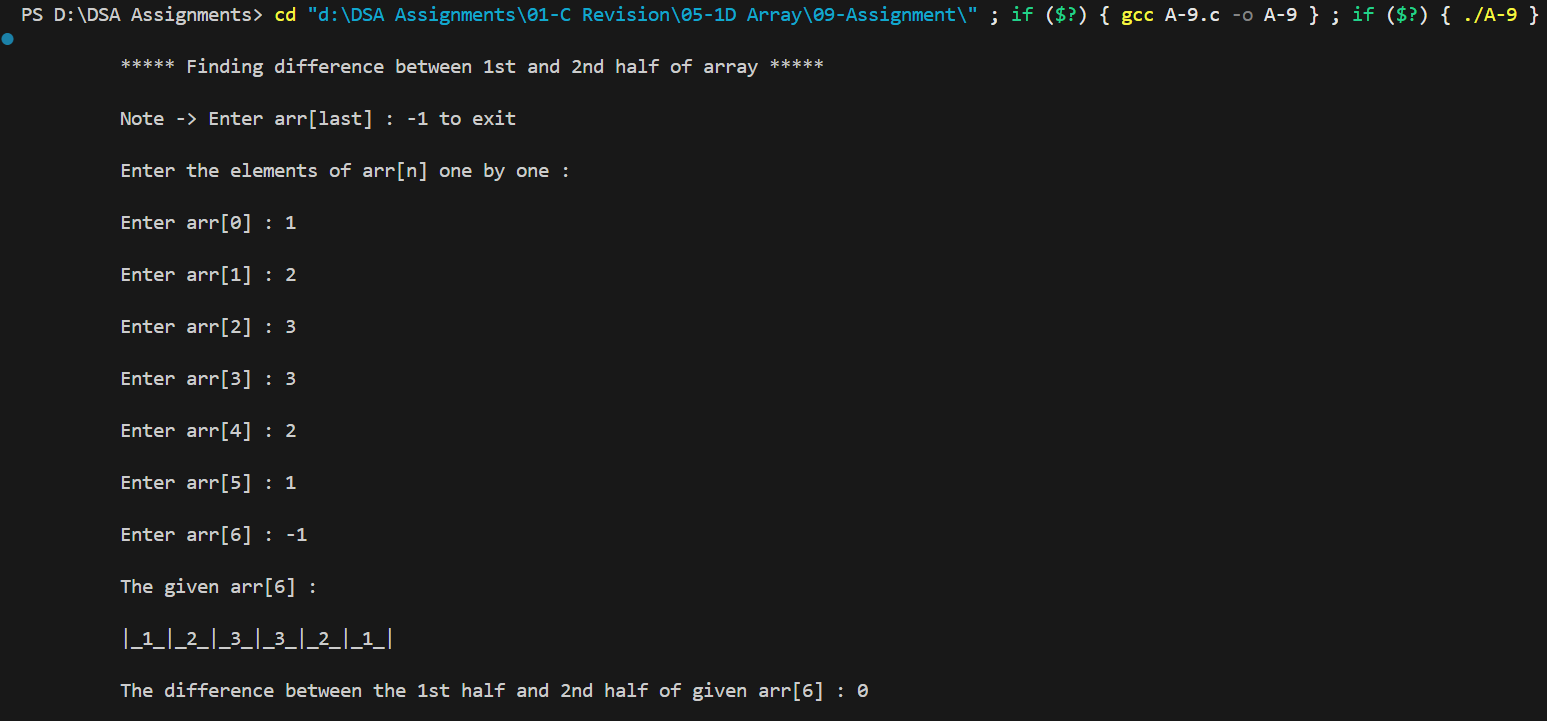 PS D:\DSA Assignments> cd "d:\DSA Assignments\01-C Revision\05-1D Array\09-Assignment\" ; if ($?) { gcc A-9.c -o A-9 } ; if ($?) { ./A-9 }
***** Finding difference between 1st and 2nd half of array *****
Note -> Enter arr[last] : -1 to exit
Enter the elements of arr[n] one by one :
Enter arr[0] : 1
Enter arr[1] : 2
Enter arr[2] : 3
Enter arr[3] : 3
Enter arr[4] : 2
Enter arr[5] : 1
Enter arr[6] : -1
The given arr[6] :
|_1_|_2_|_3_|_3_|_2_|_1_|
The difference between the 1st half and 2nd half of given arr[6] : 0